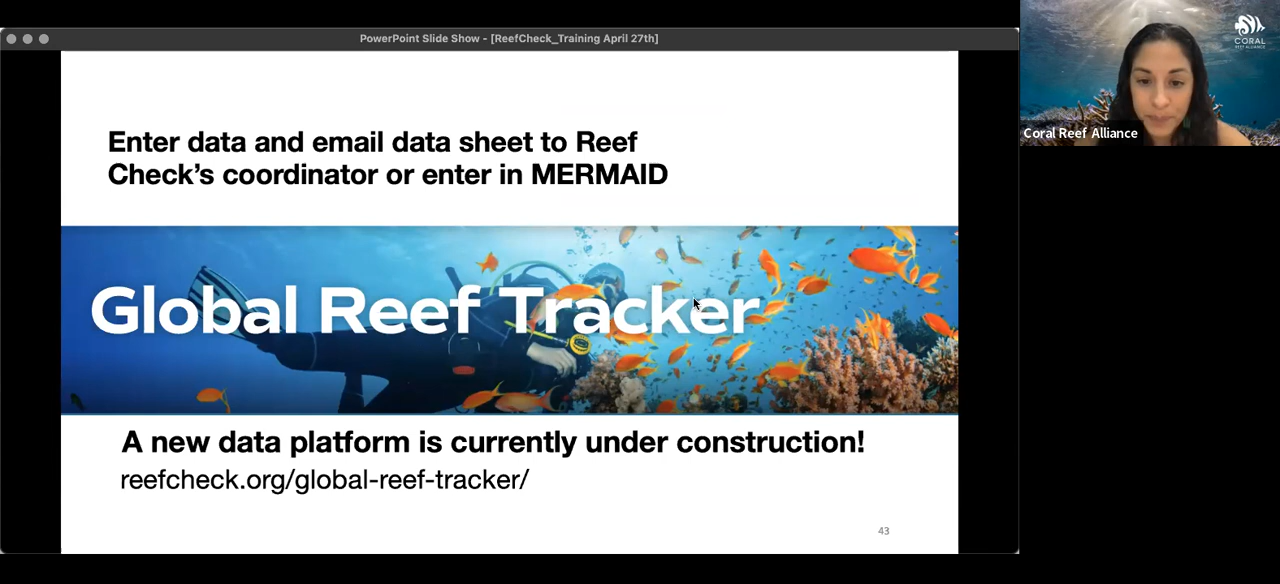 PowerPoint Slide Show - [ReefCheck_Training April 27th]
Enter data and email data sheet to Reef
Check’s coordinator or enter in MERMAID
Global Reef Tracker
A new data platform is currently under construction!
reefcheck.org/global-reef-tracker/
43
CORAL
REEF ALLIANCE
Coral Reef Alliance